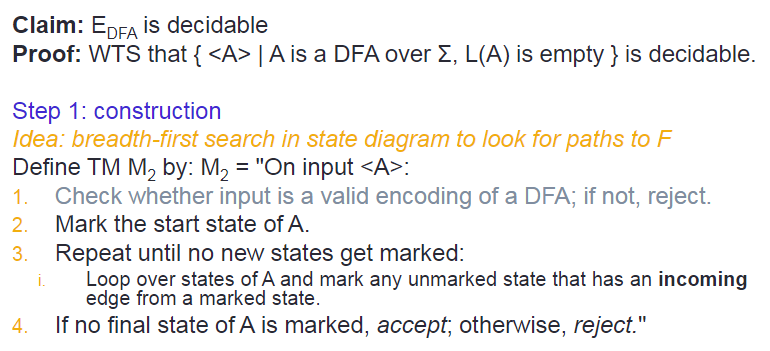 Claim: E_DFA is decidable
Proof: WTS that { <A> | A is a DFA over Σ, L(A) is empty } is decidable.
Step 1: construction
Idea: breadth-first search in state diagram to look for paths to F
Define TM M₂ by: M₂ = "On input <A>:
1. Check whether input is a valid encoding of a DFA; if not, reject.
2. Mark the start state of A.
3. Repeat until no new states get marked:
i. Loop over states of A and mark any unmarked state that has an incoming
edge from a marked state.
4. If no final state of A is marked, accept; otherwise, reject."